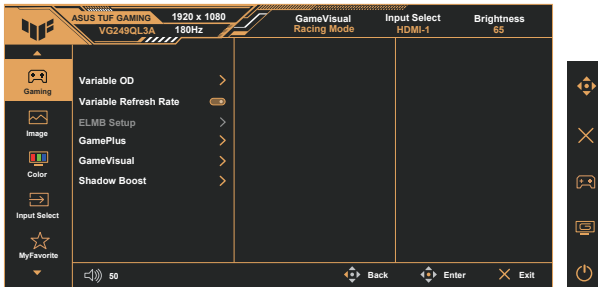 ASUS TUF GAMING 1920 x 1080
VG249QL3A 180Hz
GameVisual
Racing Mode
Input Select
HDMI-1
Brightness
65
Gaming
Image
Color
Input Select
MyFavorite
Variable OD
Variable Refresh Rate
ELMB Setup
GamePlus
GameVisual
Shadow Boost
50
Back
Enter
Exit